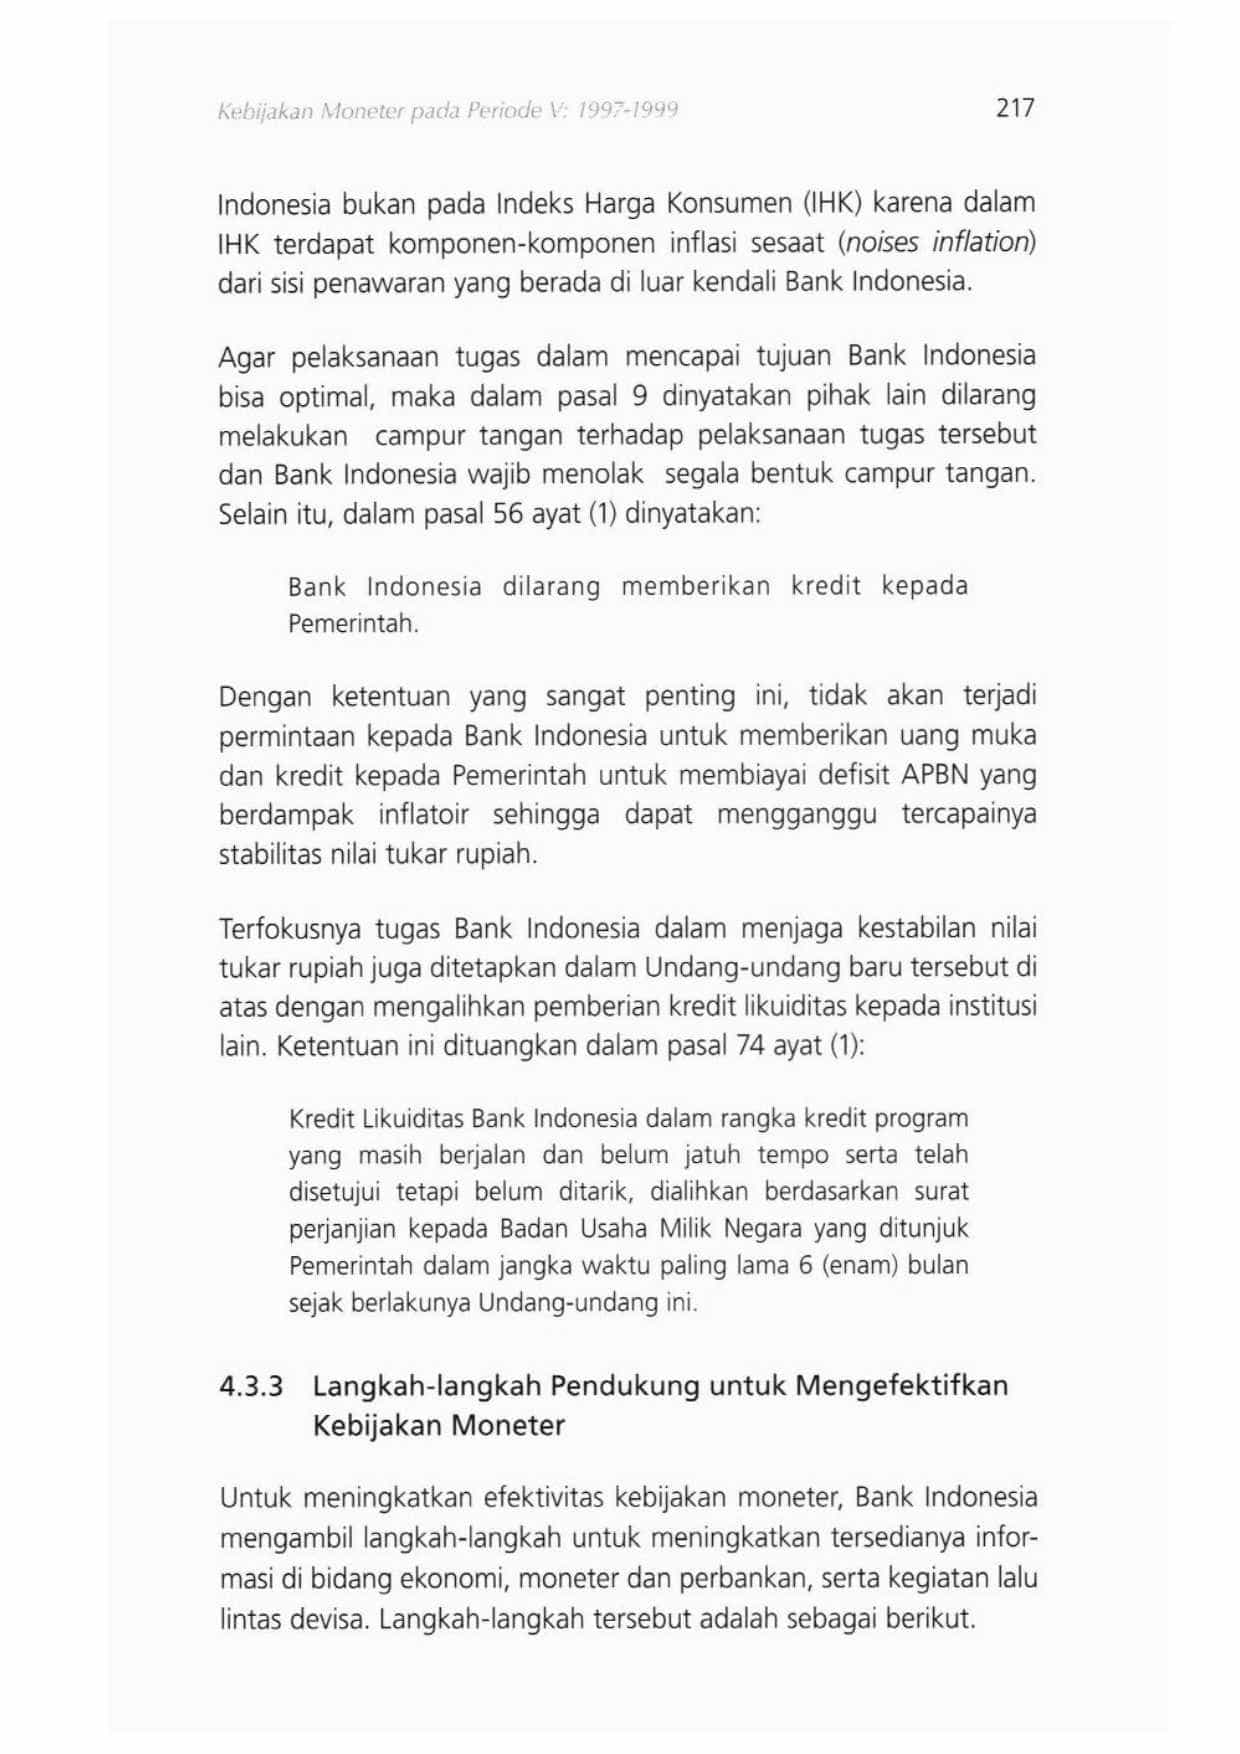 Kebijakan Moneter pada Periode V: 1997-1999 217
Indonesia bukan pada Indeks Harga Konsumen (IHK) karena dalam
IHK terdapat komponen-komponen inflasi sesaat (noises inflation)
dari sisi penawaran yang berada di luar kendali Bank Indonesia.
Agar pelaksanaan tugas dalam mencapai tujuan Bank Indonesia
bisa optimal, maka dalam pasal 9 dinyatakan pihak lain dilarang
melakukan campur tangan terhadap pelaksanaan tugas tersebut
dan Bank Indonesia wajib menolak segala bentuk campur tangan.
Selain itu, dalam pasal 56 ayat (1) dinyatakan:
Bank Indonesia dilarang memberikan kredit kepada
Pemerintah.
Dengan ketentuan yang sangat penting ini, tidak akan terjadi
permintaan kepada Bank Indonesia untuk memberikan uang muka
dan kredit kepada Pemerintah untuk membiayai defisit APBN yang
berdampak inflatoir sehingga dapat mengganggu tercapainya
stabilitas nilai tukar rupiah.
Terfokusnya tugas Bank Indonesia dalam menjaga kestabilan nilai
tukar rupiah juga ditetapkan dalam Undang-undang baru tersebut di
atas dengan mengalihkan pemberian kredit likuiditas kepada institusi
lain. Ketentuan ini dituangkan dalam pasal 74 ayat (1):
Kredit Likuiditas Bank Indonesia dalam rangka kredit program
yang masih berjalan dan belum jatuh tempo serta telah
disetujui tetapi belum ditarik, dialihkan berdasarkan surat
perjanjian kepada Badan Usaha Milik Negara yang ditunjuk
Pemerintah dalam jangka waktu paling lama 6 (enam) bulan
sejak berlakunya Undang-undang ini.
4.3.3 Langkah-langkah Pendukung untuk Mengefektifkan
Kebijakan Moneter
Untuk meningkatkan efektivitas kebijakan moneter, Bank Indonesia
mengambil langkah-langkah untuk meningkatkan tersedianya infor-
masi di bidang ekonomi, moneter dan perbankan, serta kegiatan lalu
lintas devisa. Langkah-langkah tersebut adalah sebagai berikut.